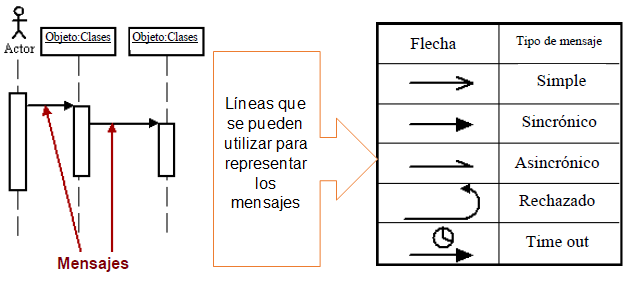 Actor
Objeto:Clases
Objeto:Clases
Mensajes
Líneas que
se pueden
utilizar para
representar
los
mensajes
Flecha
Tipo de mensaje
Simple
Sincrónico
Asincrónico
Rechazado
Time out